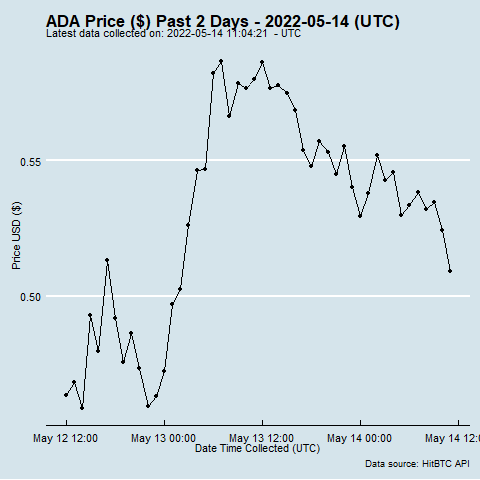 ADA Price ($) Past 2 Days - 2022-05-14 (UTC)
Latest data collected on: 2022-05-14 11:04:21 - UTC
0.55
0.50
Price USD ($)
May 12 12:00 May 13 00:00 May 13 12:00 May 14 00:00 May 14 12:0
Date Time Collected (UTC)
Data source: HitBTC API